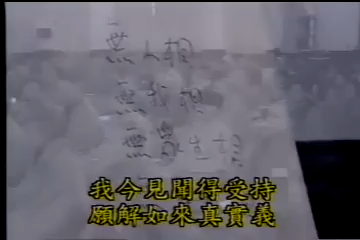 無人相
無我相
無眾生相
我今見聞得受持
願解如來真實義